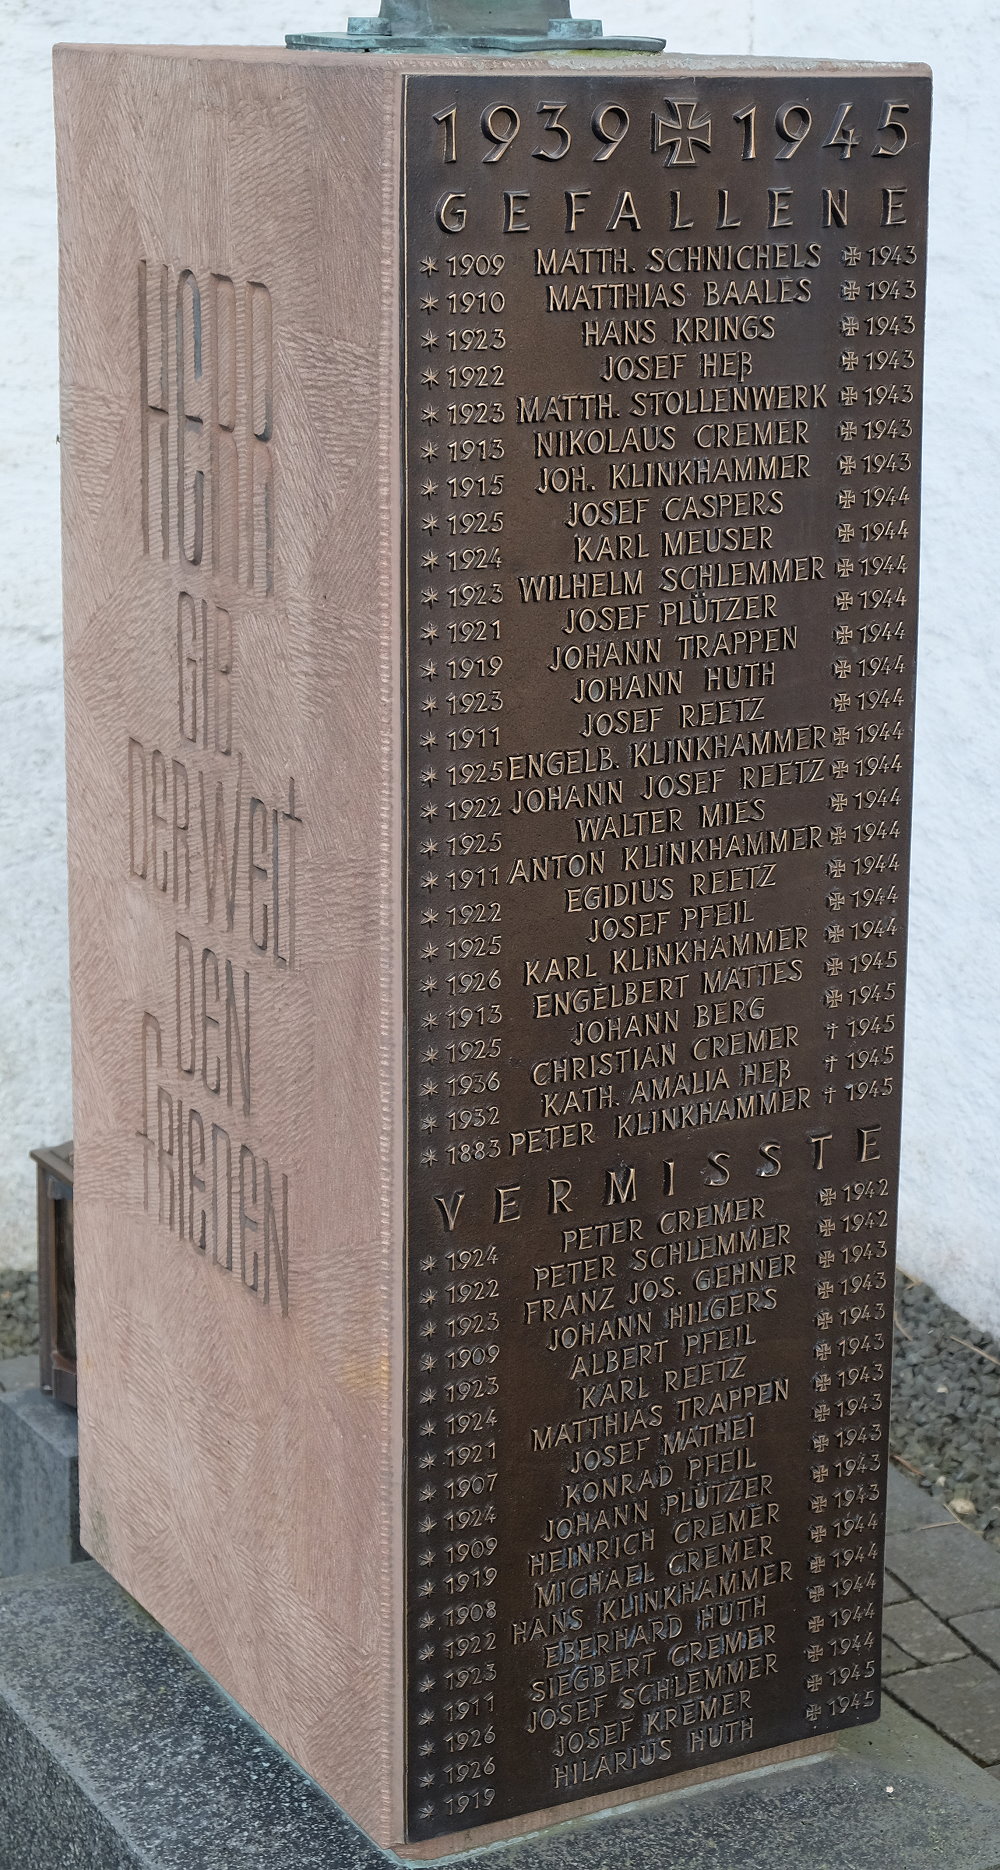 HERR
GIB
DER WELT
DEN
FRIEDEN
1939 ✠ 1945
GEFALLENE
* 1909 MATTH. SCHNICHELS ✠ 1943
* 1910 MATTHIAS BAALES ✠ 1943
* 1923 HANS KRINGS ✠ 1943
* 1922 JOSEF HEß ✠ 1943
* 1923 MATTH. STOLLENWERK ✠ 1943
* 1913 NIKOLAUS CREMER ✠ 1943
* 1915 JOH. KLINKHAMMER ✠ 1943
* 1925 JOSEF CASPERS ✠ 1944
* 1924 KARL MEUSER ✠ 1944
* 1923 WILHELM SCHLEMMER ✠ 1944
* 1921 JOSEF PLÜTZER ✠ 1944
* 1919 JOHANN TRAPPEN ✠ 1944
* 1923 JOHANN HUTH ✠ 1944
* 1911 JOSEF REETZ ✠ 1944
* 1925 ENGELB. KLINKHAMMER ✠ 1944
* 1922 JOHANN JOSEF REETZ ✠ 1944
* 1925 WALTER MIES ✠ 1944
* 1911 ANTON KLINKHAMMER ✠ 1944
* 1922 EGIDIUS REETZ ✠ 1944
* 1925 JOSEF PFEIL ✠ 1944
* 1926 KARL KLINKHAMMER ✠ 1944
* 1913 ENGELBERT MATTES ✠ 1945
* 1925 JOHANN BERG ✠ 1945
* 1936 CHRISTIAN CREMER † 1945
* 1932 KATH. AMALIA HEß † 1945
* 1883 PETER KLINKHAMMER † 1945
VERMISSTE
* 1924 PETER CREMER ✠ 1942
* 1922 PETER SCHLEMMER ✠ 1942
* 1923 FRANZ JOS. GEHNER ✠ 1943
* 1909 JOHANN HILGERS ✠ 1943
* 1923 ALBERT PFEIL ✠ 1943
* 1924 KARL REETZ ✠ 1943
* 1921 MATTHIAS TRAPPEN ✠ 1943
* 1907 JOSEF MATHEI ✠ 1943
* 1924 KONRAD PFEIL ✠ 1943
* 1909 JOHANN PLÜTZER ✠ 1943
* 1919 HEINRICH CREMER ✠ 1943
* 1908 MICHAEL CREMER ✠ 1944
* 1922 HANS KLINKHAMMER ✠ 1944
* 1923 EBERHARD HUTH ✠ 1944
* 1911 SIEGBERT CREMER ✠ 1944
* 1926 JOSEF SCHLEMMER ✠ 1944
* 1926 JOSEF KREMER ✠ 1945
* 1919 HILARIUS HUTH ✠ 1945